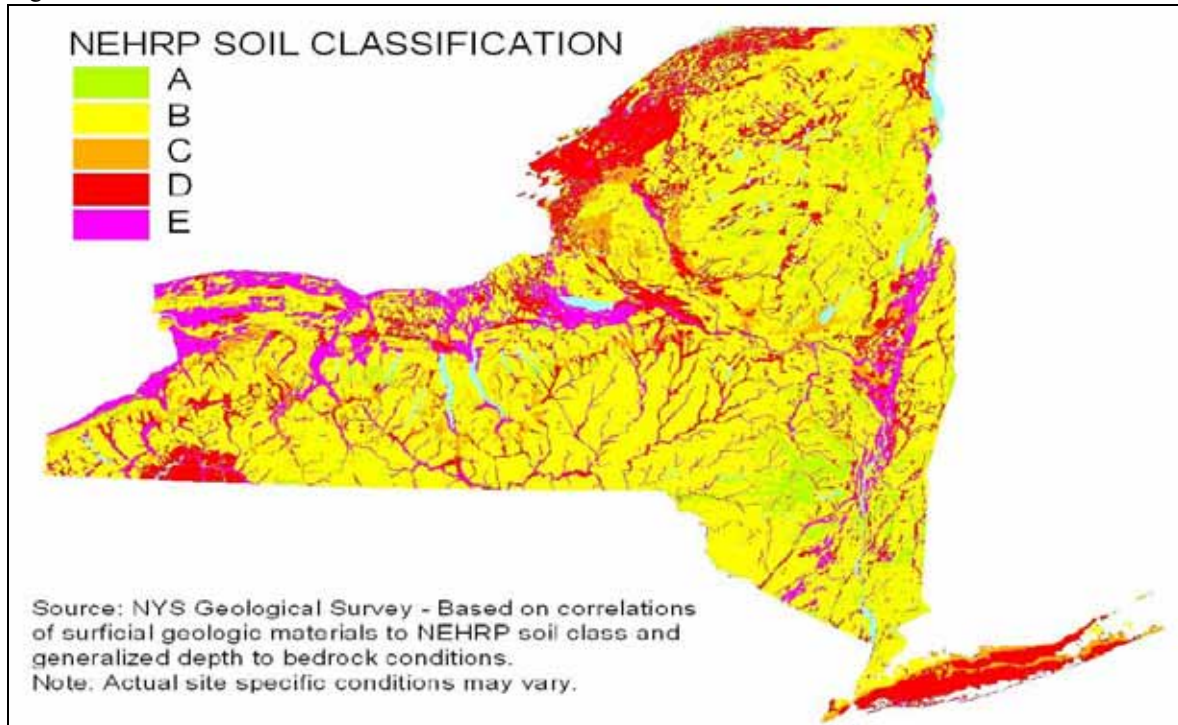 NEHRP SOIL CLASSIFICATION
A
B
C
D
E
Source: NYS Geological Survey - Based on correlations
of surficial geologic materials to NEHRP soil class and
generalized depth to bedrock conditions.
Note: Actual site specific conditions may vary.